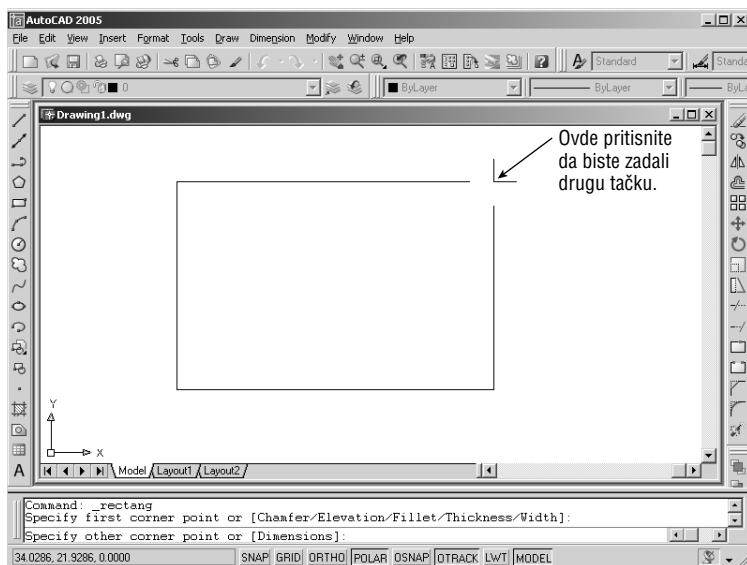 AutoCAD 2005
File Edit View Insert Format Tools Draw Dimension Modify Window Help
Standard Standa
0 ByLayer ByLayer ByLa
Drawing1.dwg
Ovde pritisnite
da biste zadali
drugu tačku.
Y
X
Model Layout1 Layout2
A
Command: _rectang
Specify first corner point or [Chamfer/Elevation/Fillet/Thickness/Width]:
Specify other corner point or [Dimensions]:
34.0286, 21.9286, 0.0000 SNAP GRID ORTHO POLAR OSNAP OTRACK LWT MODEL